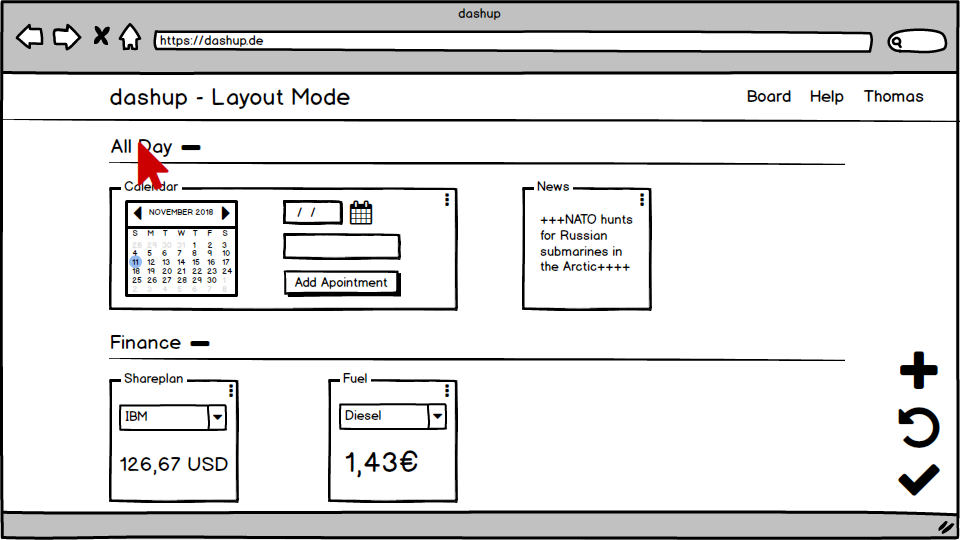 dashup
https://dashup.de
dashup - Layout Mode
Board Help Thomas
All Day
Calendar
NOVEMBER 2018
S M T W T F S
28 29 30 31 1 2 3
4 5 6 7 8 9 10
11 12 13 14 15 16 17
18 19 20 21 22 23 24
25 26 27 28 29 30 1
2 3 4 5 6 7 8
/ /
Add Apointment
News
+++NATO hunts
for Russian
submarines in
the Arctic++++
Finance
Shareplan
IBM
126,67 USD
Fuel
Diesel
1,43€